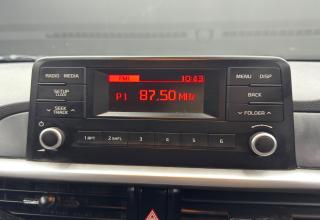 RADIO MEDIA
FM1 10:43
MENU DISP
SETUP
CLOCK
P1 87.50 MHz
BACK
SEEK
TRACK
FOLDER
1 RPT 2 SHFL 3 4 5 6